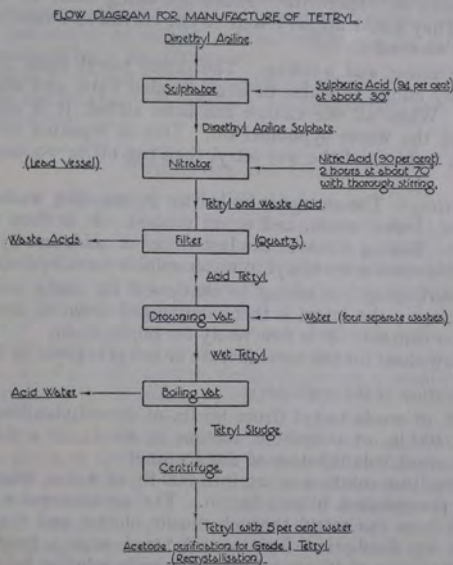 FLOW DIAGRAM FOR MANUFACTURE OF TETRYL.
Dimethyl Aniline.
Sulphator
Sulphuric Acid (94 per cent)
at about 30°
Dimethyl Aniline Sulphate.
(Lead Vessel)
Nitrator
Nitric Acid (90 per cent)
2 hours at about 70°
with thorough stirring.
Tetryl and Waste Acid.
Waste Acids
Filter
(Quartz).
Acid Tetryl
Drowning Vat.
Water (four separate washes)
Wet Tetryl.
Acid Water
Boiling Vat.
Tetryl Sludge
Centrifuge
Tetryl with 5 per cent water.
Acetone purification for Grade 1 Tetryl
(Recrystalisation)